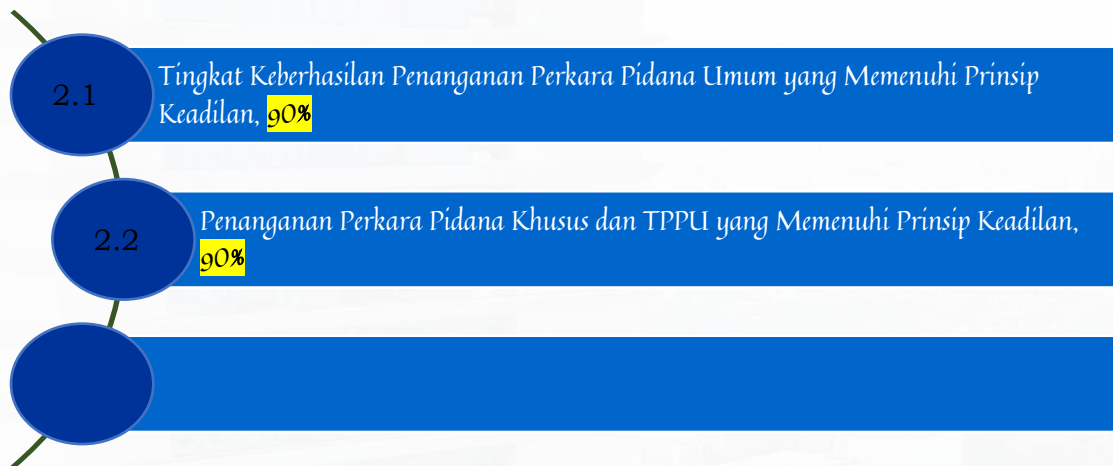 2.1
Tingkat Keberhasilan Penanganan Perkara Pidana Umum yang Memenuhi Prinsip
Keadilan, 90%
2.2
Penanganan Perkara Pidana Khusus dan TPPU yang Memenuhi Prinsip Keadilan,
90%